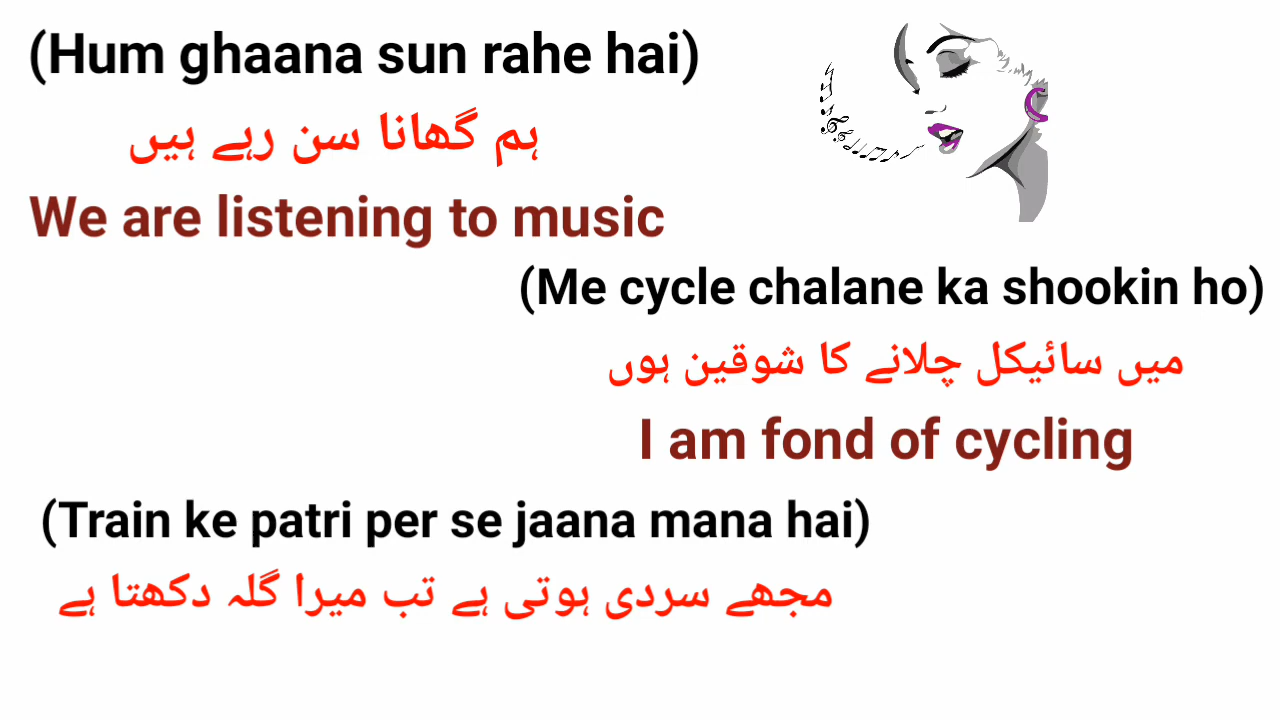 (Hum ghaana sun rahe hai)
ہم گھانا سن رہے ہیں
We are listening to music
(Me cycle chalane ka shookin ho)
میں سائیکل چلانے کا شوقین ہوں
I am fond of cycling
(Train ke patri per se jaana mana hai)
مجھے سردی ہوتی ہے تب میرا گلہ دکھتا ہے